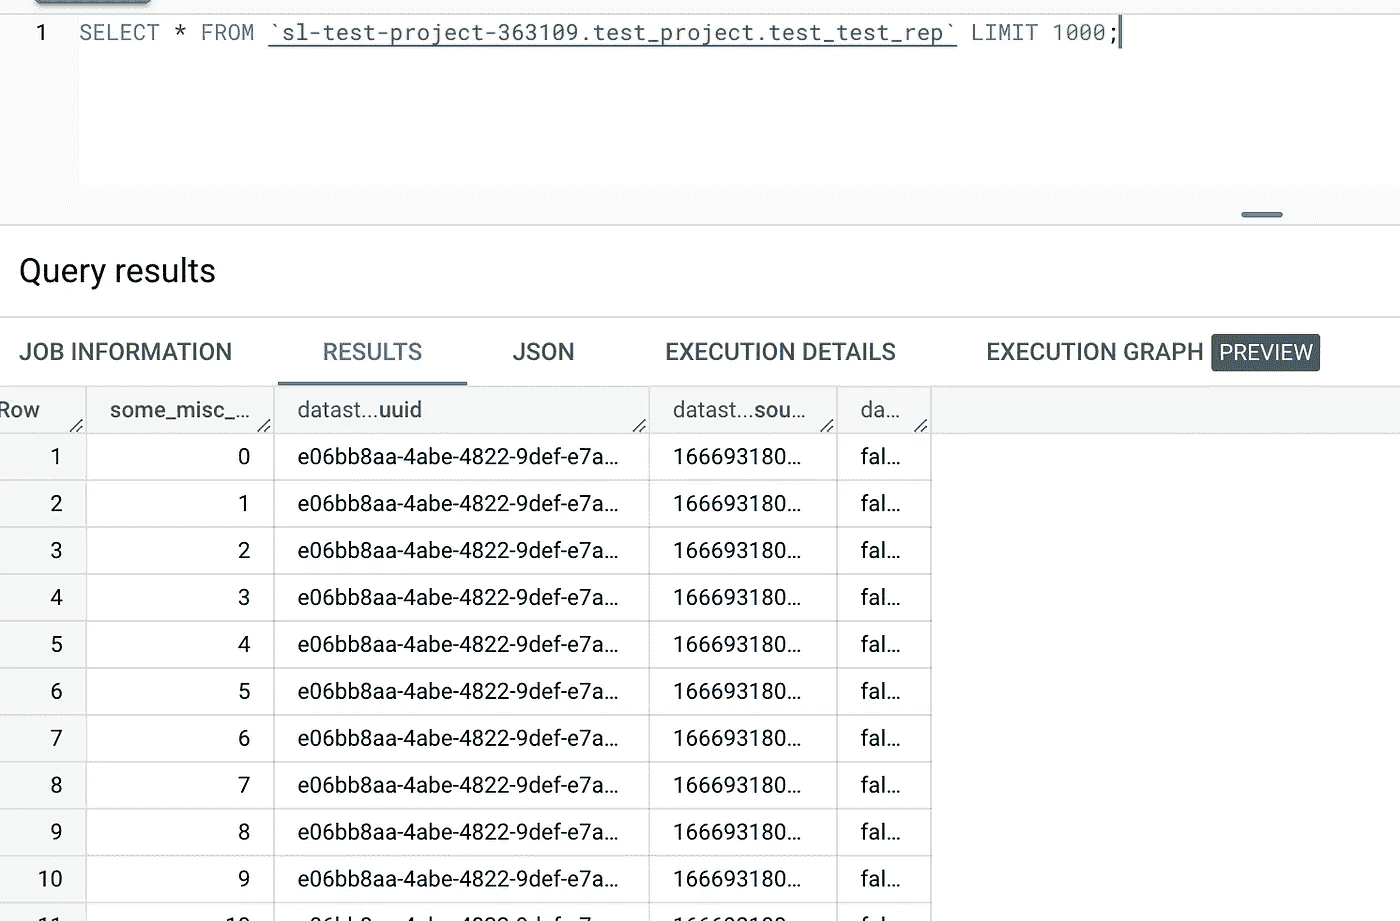 1 SELECT * FROM `sl-test-project-363109.test_project.test_test_rep` LIMIT 1000;
Query results
JOB INFORMATION RESULTS JSON EXECUTION DETAILS EXECUTION GRAPH PREVIEW
Row some_misc_... datast...uuid datast...sou... da...
1 0 e06bb8aa-4abe-4822-9def-e7a... 166693180... fal...
2 1 e06bb8aa-4abe-4822-9def-e7a... 166693180... fal...
3 2 e06bb8aa-4abe-4822-9def-e7a... 166693180... fal...
4 3 e06bb8aa-4abe-4822-9def-e7a... 166693180... fal...
5 4 e06bb8aa-4abe-4822-9def-e7a... 166693180... fal...
6 5 e06bb8aa-4abe-4822-9def-e7a... 166693180... fal...
7 6 e06bb8aa-4abe-4822-9def-e7a... 166693180... fal...
8 7 e06bb8aa-4abe-4822-9def-e7a... 166693180... fal...
9 8 e06bb8aa-4abe-4822-9def-e7a... 166693180... fal...
10 9 e06bb8aa-4abe-4822-9def-e7a... 166693180... fal...